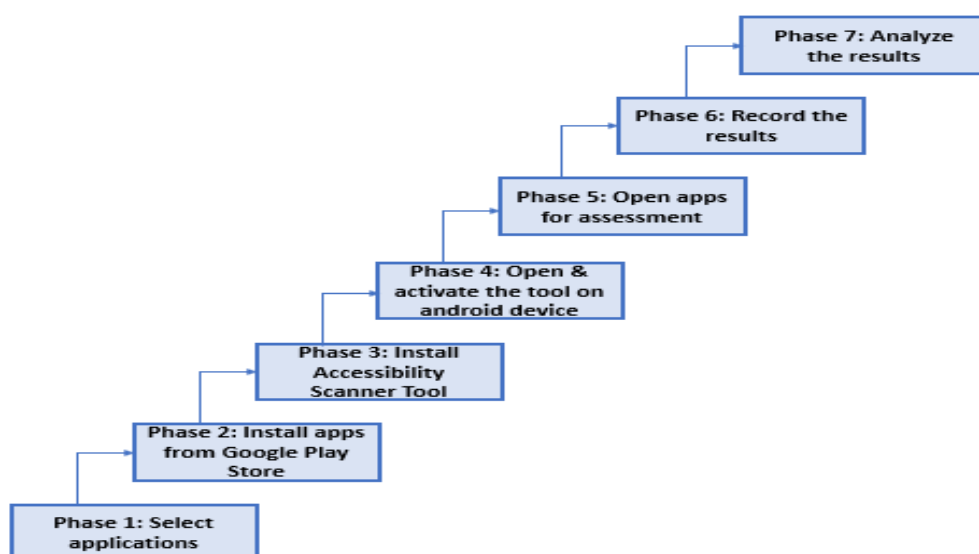 Phase 7: Analyze
the results
Phase 6: Record the
results
Phase 5: Open apps
for assessment
Phase 4: Open &
activate the tool on
android device
Phase 3: Install
Accessibility
Scanner Tool
Phase 2: Install apps
from Google Play
Store
Phase 1: Select
applications